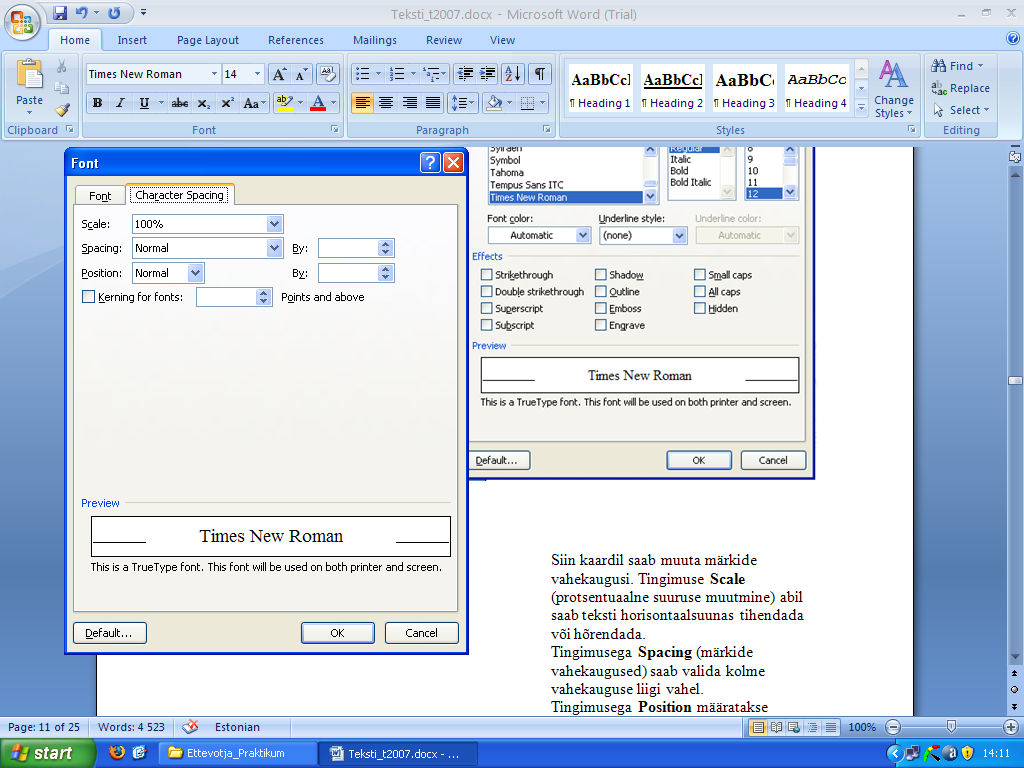 Teksti_t2007.docx - Microsoft Word (Trial)
Home Insert Page Layout References Mailings Review View
Paste
Clipboard
Times New Roman 14
B I U abe X₂ X² Aa
Font
Paragraph
AaBbCcI AaBbCcI AaBbC AaBbCc
¶ Heading 1 ¶ Heading 2 ¶ Heading 3 ¶ Heading 4
Change
Styles
Styles
Find
Replace
Select
Editing
Font
Font Character Spacing
Scale: 100%
Spacing: Normal By:
Position: Normal By:
Kerning for fonts: Points and above
Preview
Times New Roman
This is a TrueType font. This font will be used on both printer and screen.
Default... OK Cancel
Sylfaen
Symbol
Tahoma
Tempus Sans ITC
Times New Roman
Regular
Italic
Bold
Bold Italic
8
9
10
11
12
Font color: Underline style: Underline color:
Automatic (none) Automatic
Effects
Strikethrough Shadow Small caps
Double strikethrough Outline All caps
Superscript Emboss Hidden
Subscript Engrave
Preview
Times New Roman
This is a TrueType font. This font will be used on both printer and screen.
Default... OK Cancel
Siin kaardil saab muuta märkide
vahekaugusi. Tingimuse Scale
(protsentuaalne suuruse muutmine) abil
saab teksti horisontaalsuunas tihendada
või hõrendada.
Tingimusega Spacing (märkide
vahekaugused) saab valida kolme
vahekauguse liigi vahel.
Tingimusega Position määratakse
Page: 11 of 25 Words: 4 523 Estonian 100%
start Ettevotja_Praktikum Teksti_t2007.docx - ... 14:11